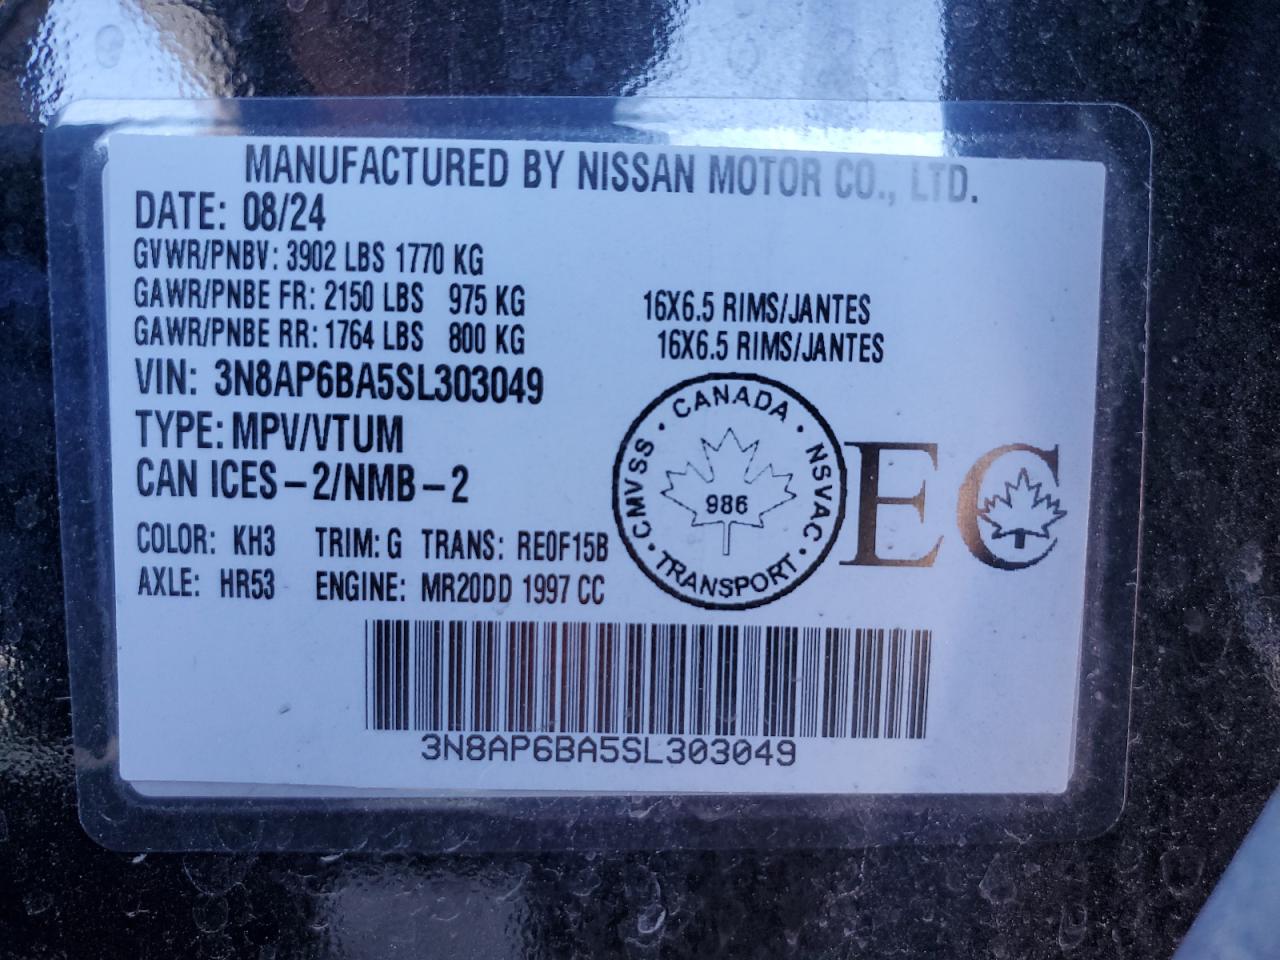 MANUFACTURED BY NISSAN MOTOR CO., LTD.
DATE: 08/24
GVWR/PNBV: 3902 LBS 1770 KG
GAWR/PNBE FR: 2150 LBS 975 KG 16X6.5 RIMS/JANTES
GAWR/PNBE RR: 1764 LBS 800 KG 16X6.5 RIMS/JANTES
VIN: 3N8AP6BA5SL303049
TYPE: MPV/VTUM
CAN ICES-2/NMB-2
CANADA · NSVAC · TRANSPORT · CMVSS ·
986
EC
COLOR: KH3 TRIM: G TRANS: RE0F15B
AXLE: HR53 ENGINE: MR20DD 1997 CC
3N8AP6BA5SL303049